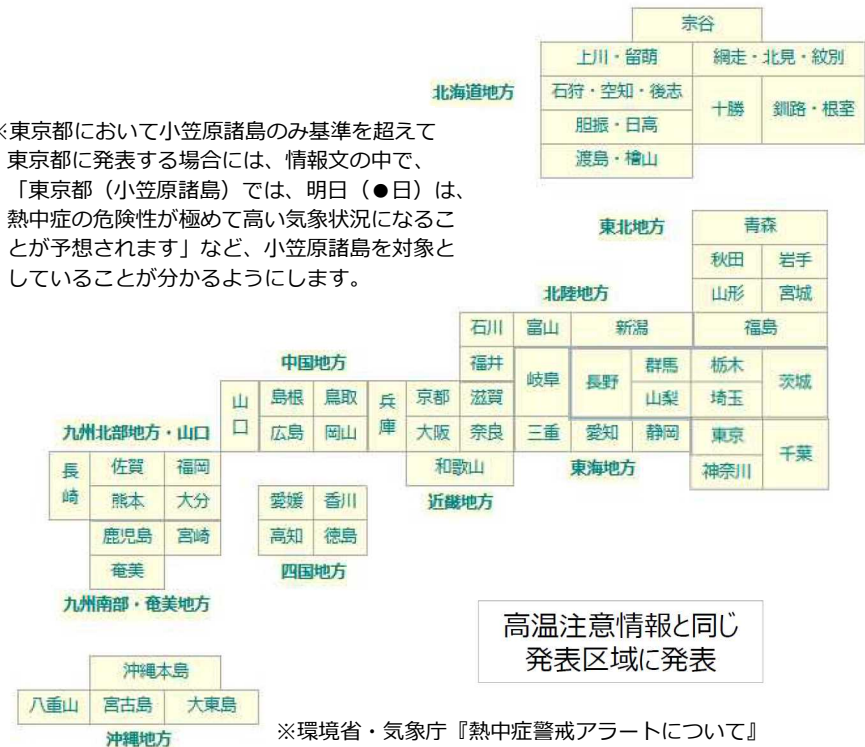 宗谷
上川・留萌 網走・北見・紋別
北海道地方
石狩・空知・後志
十勝 釧路・根室
胆振・日高
渡島・檜山
※東京都において小笠原諸島のみ基準を超えて
東京都に発表する場合には、情報文の中で、
「東京都（小笠原諸島）では、明日（●日）は、
熱中症の危険性が極めて高い気象状況になるこ
とが予想されます」など、小笠原諸島を対象と
していることが分かるようにします。
東北地方
青森
秋田 岩手
山形 宮城
福島
北陸地方
石川 富山 新潟
福井
岐阜 長野 群馬 栃木 茨城
山梨 埼玉
中国地方
山口 島根 鳥取 兵庫 京都 滋賀
広島 岡山 大阪 奈良 三重 愛知 静岡 東京 千葉
和歌山 東海地方 神奈川
近畿地方
九州北部地方・山口
長崎 佐賀 福岡
熊本 大分
鹿児島 宮崎
奄美
九州南部・奄美地方
愛媛 香川
高知 徳島
四国地方
高温注意情報と同じ
発表区域に発表
沖縄本島
八重山 宮古島 大東島
沖縄地方
※環境省・気象庁『熱中症警戒アラートについて』